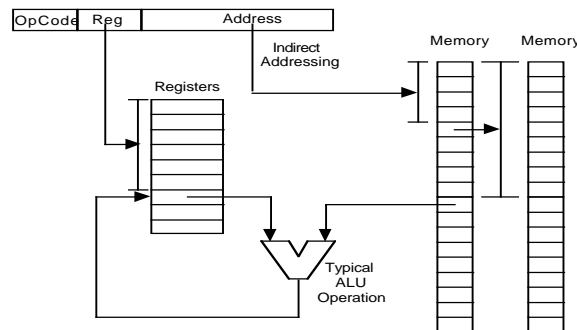 OpCode Reg Address
Indirect
Addressing
Memory Memory
Registers
Typical
ALU
Operation